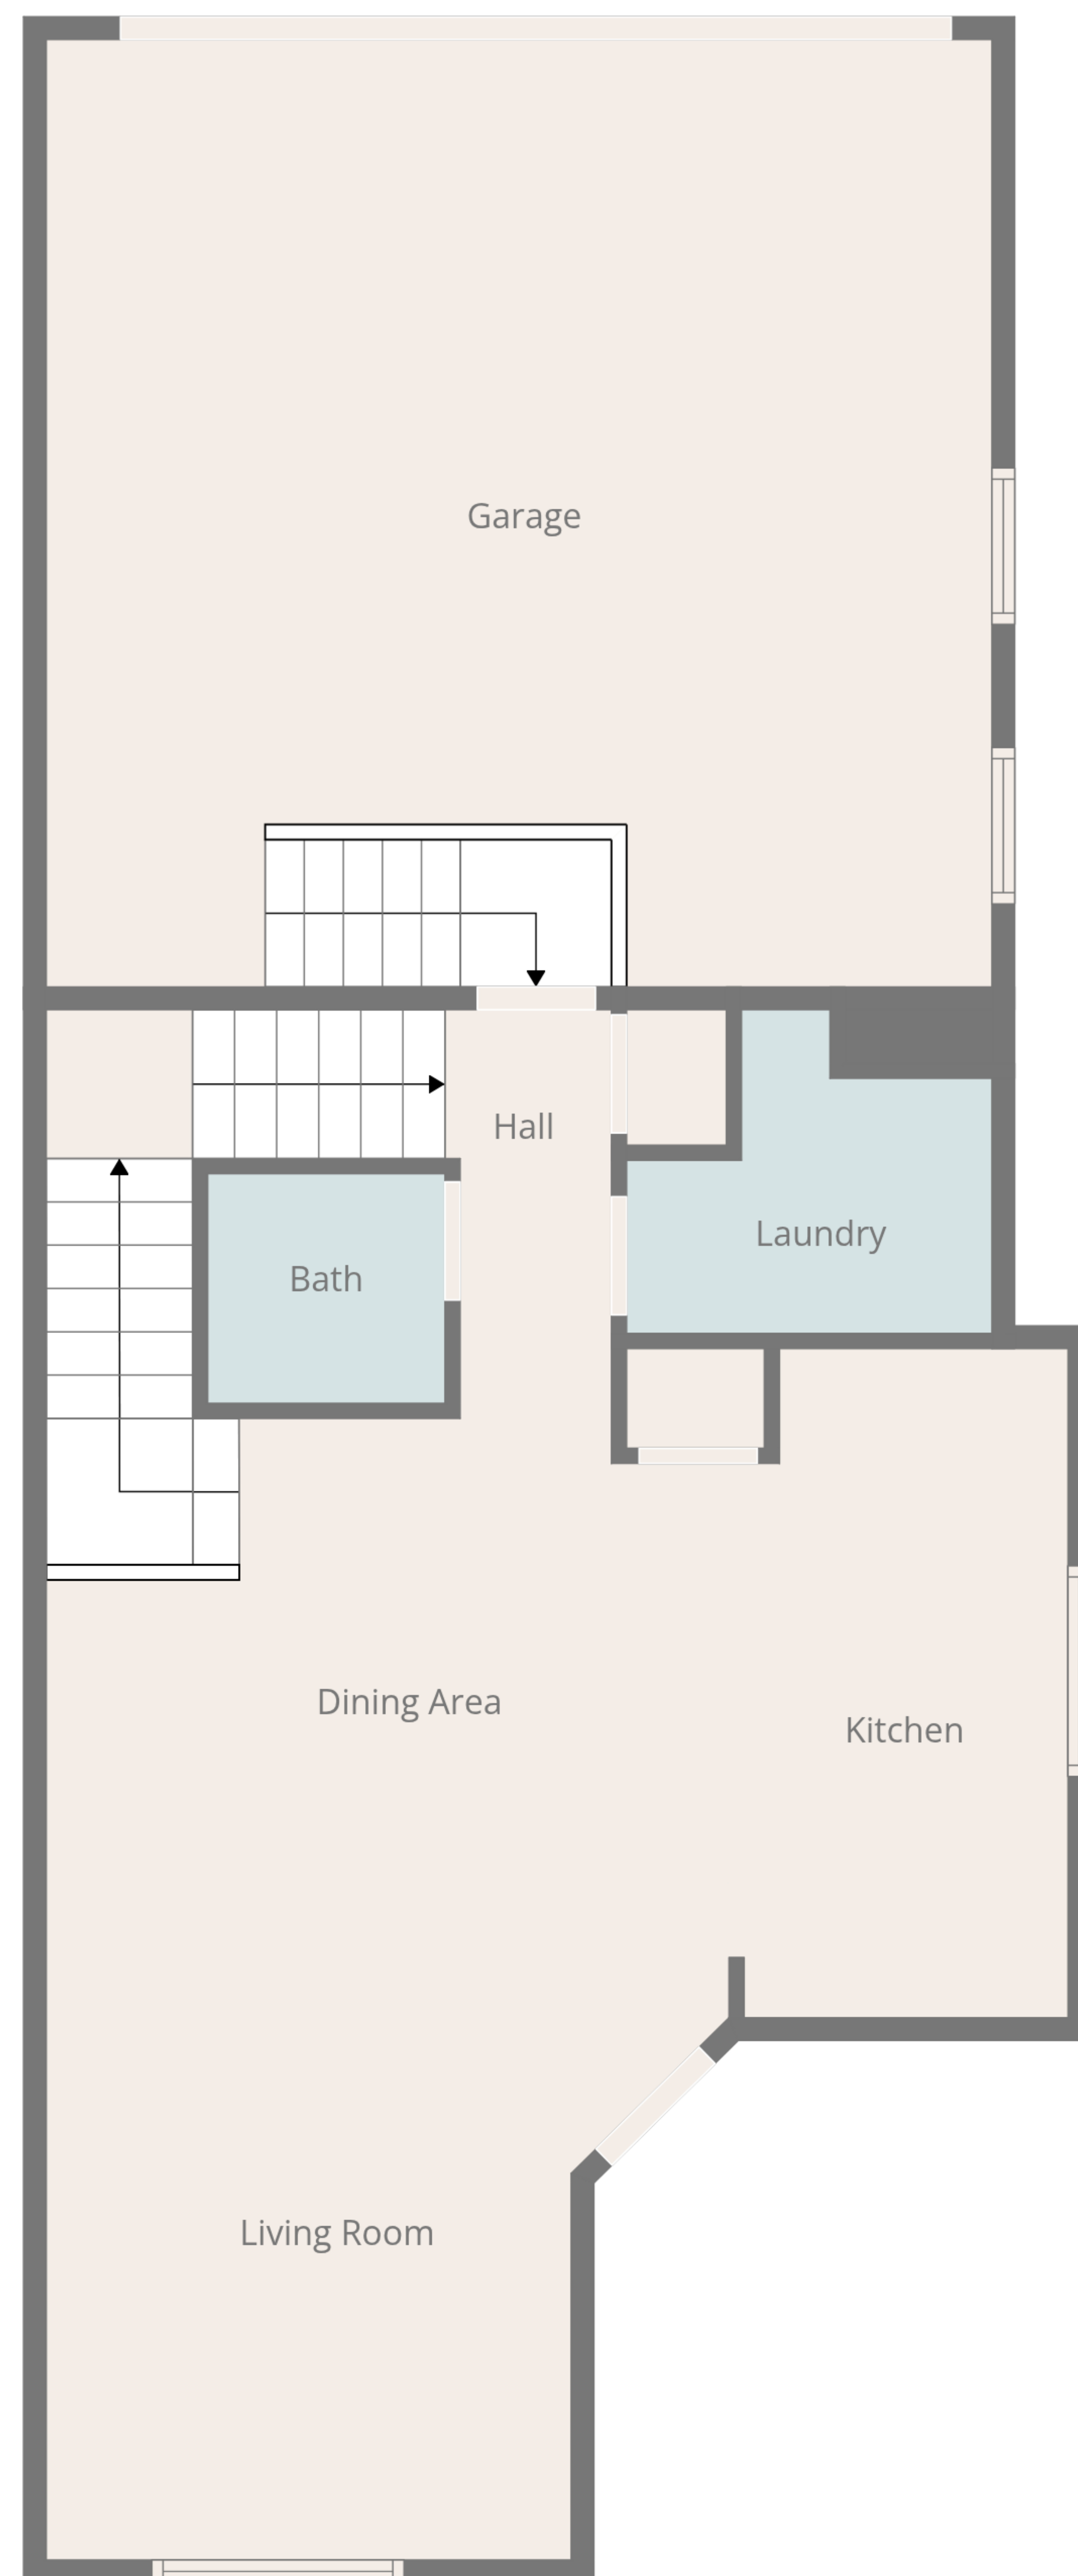 Garage
Hall
Laundry
Bath
Dining Area
Kitchen
Living Room